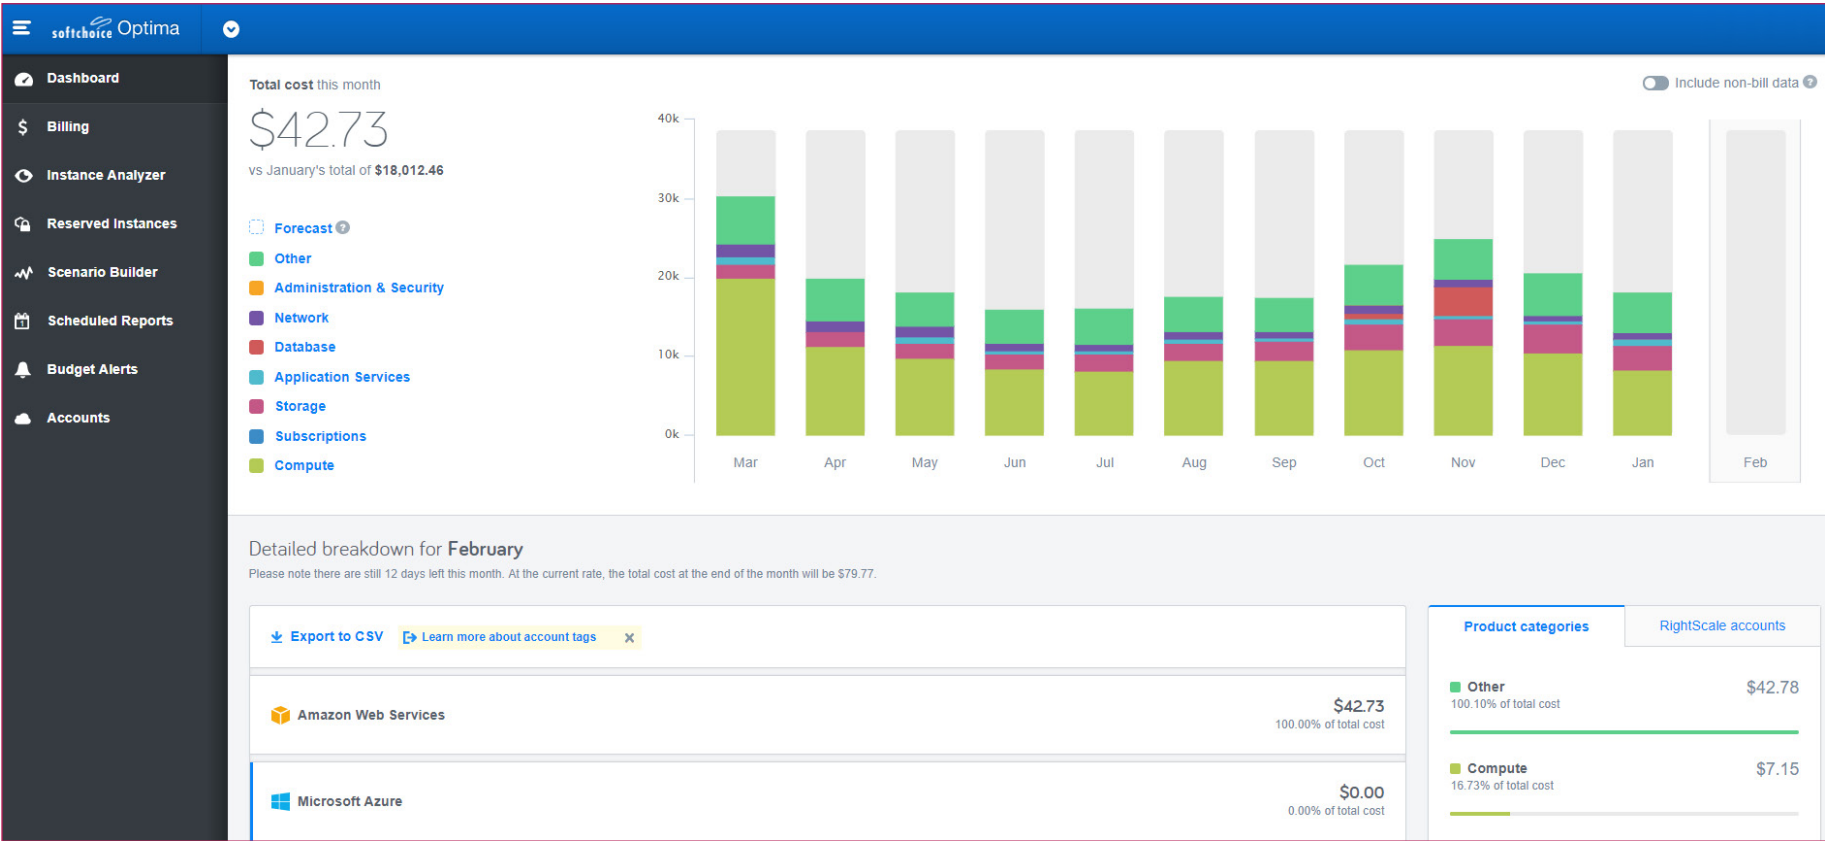 softchoice Optima
Dashboard
Billing
Instance Analyzer
Reserved Instances
Scenario Builder
Scheduled Reports
Budget Alerts
Accounts
Total cost this month
$42.73
vs January's total of $18,012.46
Include non-bill data ?
Forecast ?
Other
Administration & Security
Network
Database
Application Services
Storage
Subscriptions
Compute
40k
30k
20k
10k
0k
Mar Apr May Jun Jul Aug Sep Oct Nov Dec Jan Feb
Detailed breakdown for February
Please note there are still 12 days left this month. At the current rate, the total cost at the end of the month will be $79.77.
Export to CSV Learn more about account tags
Amazon Web Services $42.73
100.00% of total cost
Microsoft Azure $0.00
0.00% of total cost
Product categories RightScale accounts
Other $42.78
100.10% of total cost
Compute $7.15
16.73% of total cost